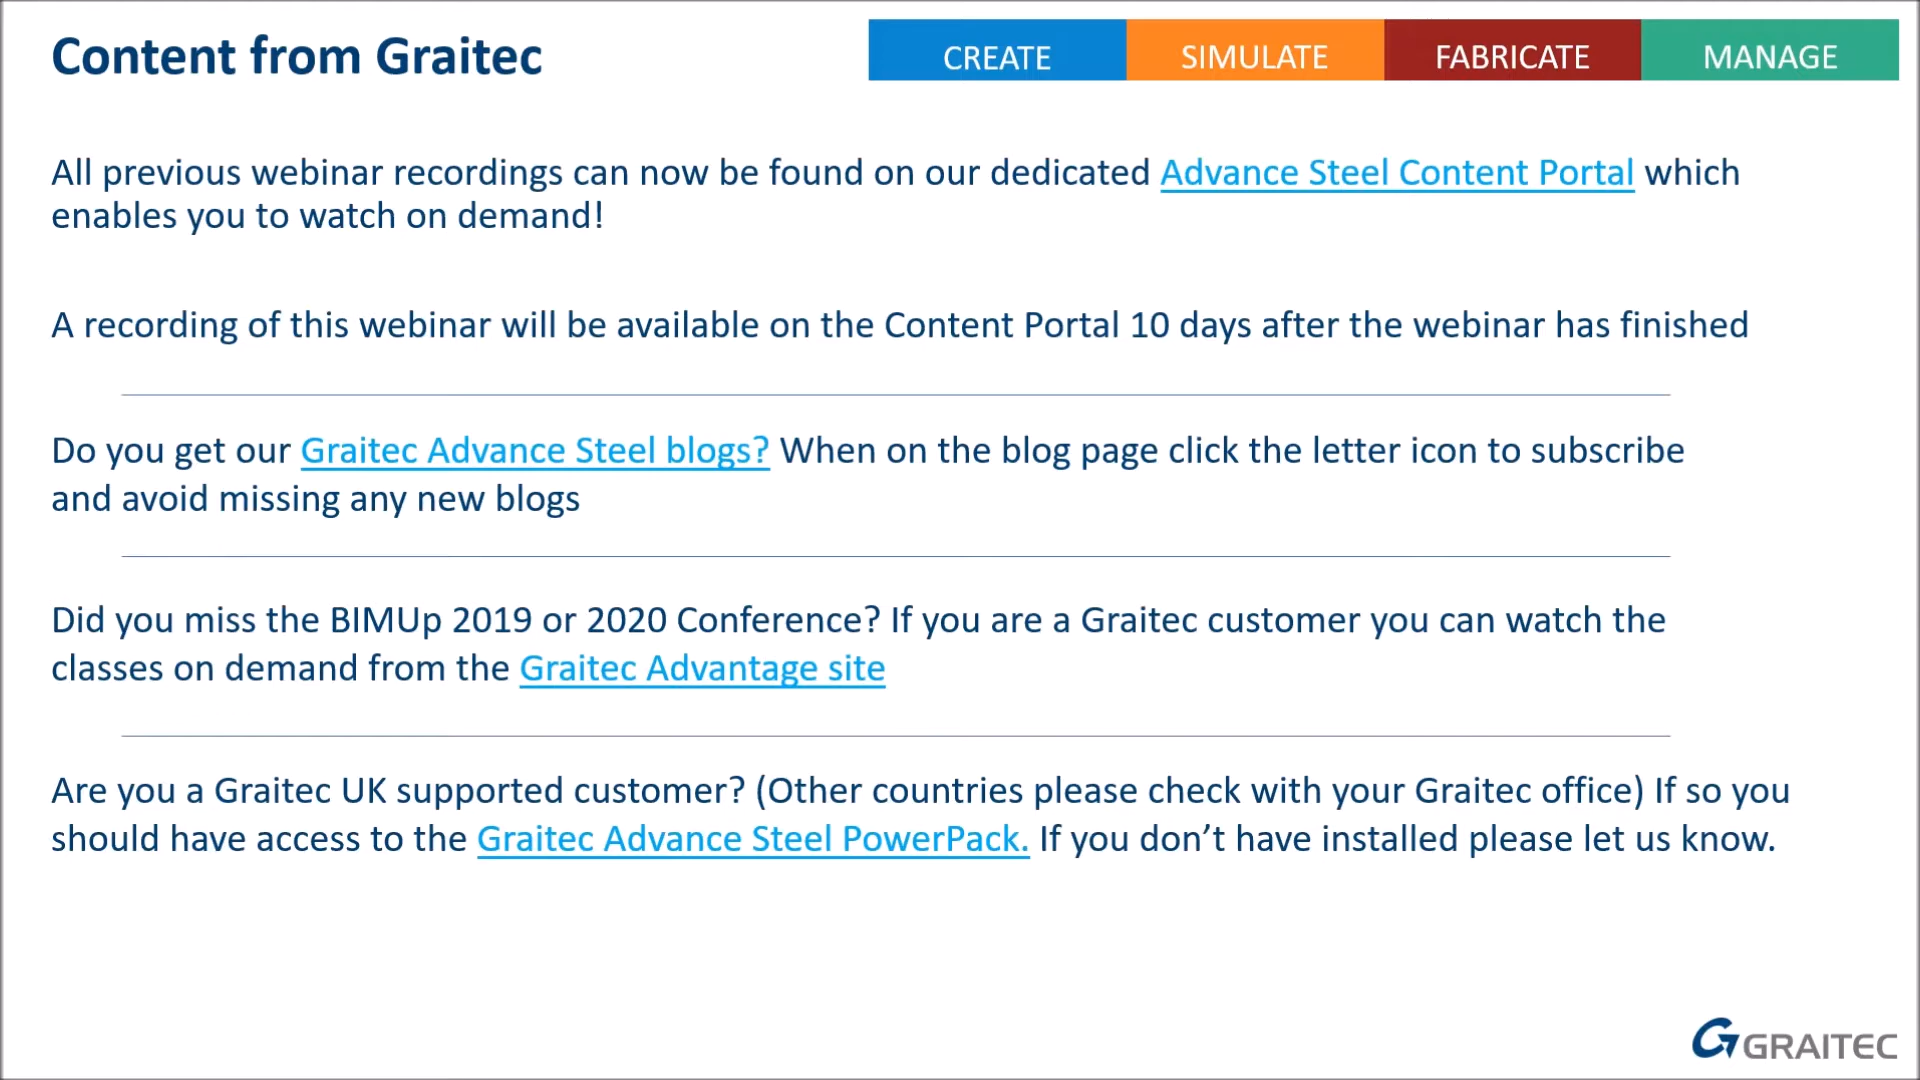 Content from Graitec
CREATE
SIMULATE
FABRICATE
MANAGE
All previous webinar recordings can now be found on our dedicated Advance Steel Content Portal which
enables you to watch on demand!
A recording of this webinar will be available on the Content Portal 10 days after the webinar has finished
Do you get our Graitec Advance Steel blogs? When on the blog page click the letter icon to subscribe
and avoid missing any new blogs
Did you miss the BIMUp 2019 or 2020 Conference? If you are a Graitec customer you can watch the
classes on demand from the Graitec Advantage site
Are you a Graitec UK supported customer? (Other countries please check with your Graitec office) If so you
should have access to the Graitec Advance Steel PowerPack. If you don’t have installed please let us know.
GRAITEC